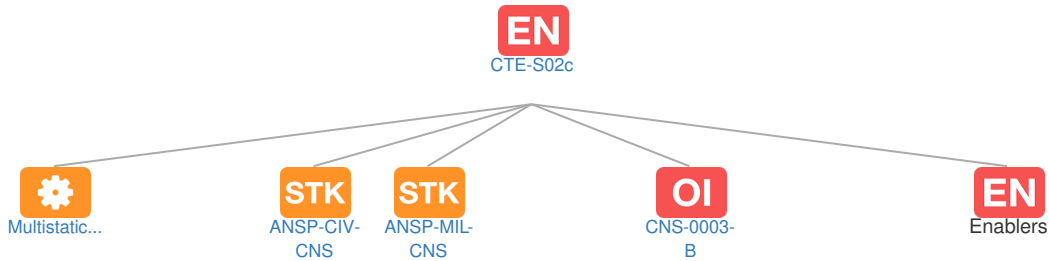 EN
CTE-S02c
STK
STK
OI
EN
Multistatic...
ANSP-CIV-
CNS
ANSP-MIL-
CNS
CNS-0003-
B
Enablers